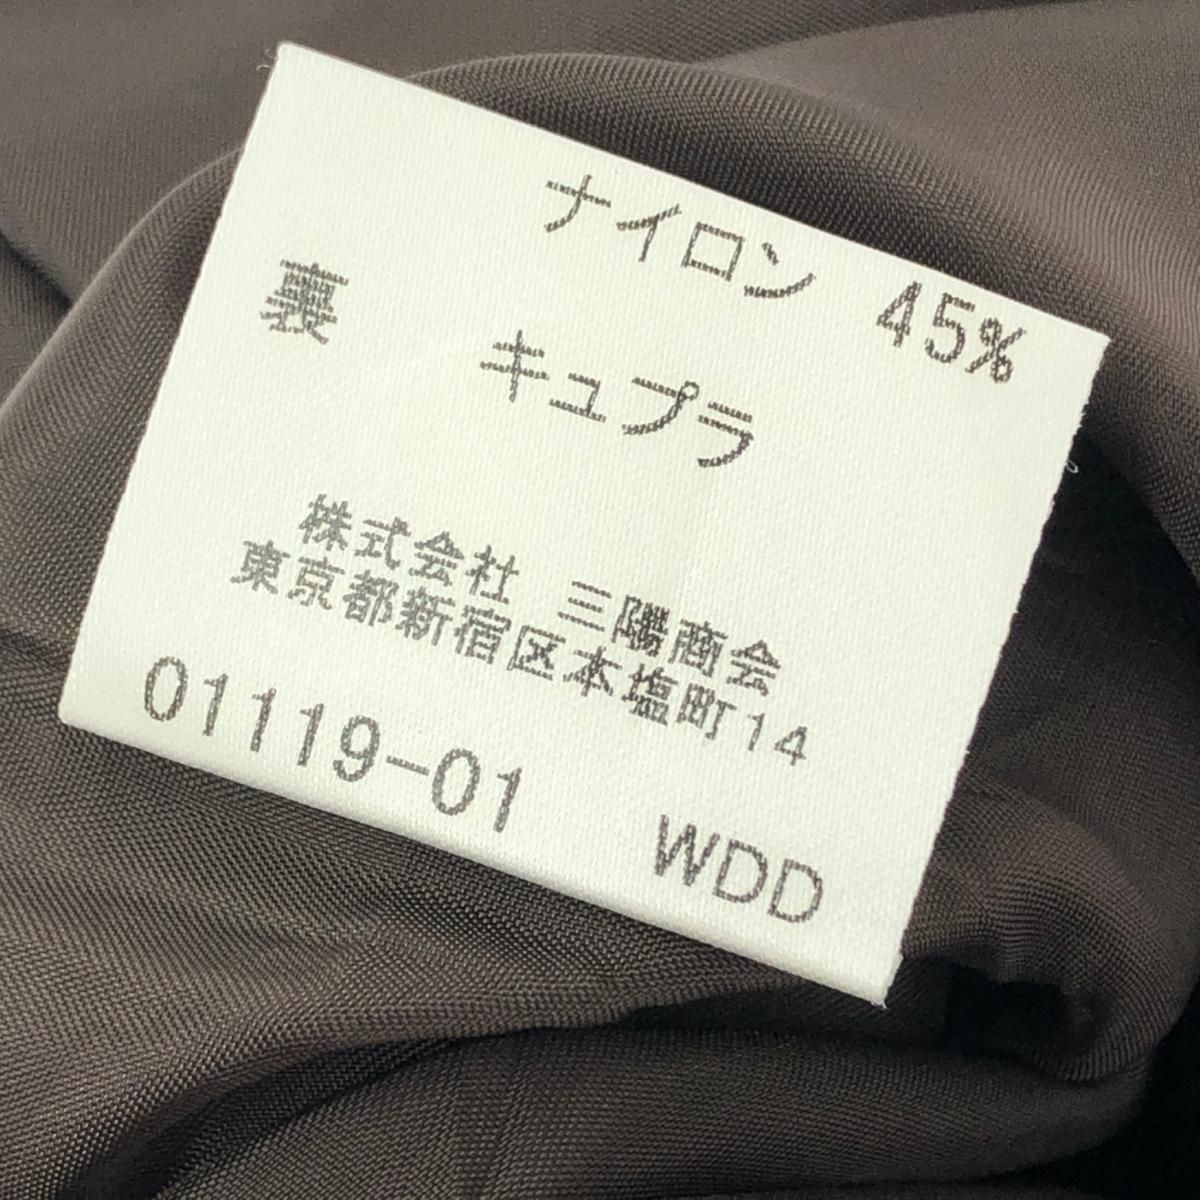 ナイロン 45%
裏 キュプラ
株式会社 三陽商会
東京都新宿区本塩町14
01119-01 WDD